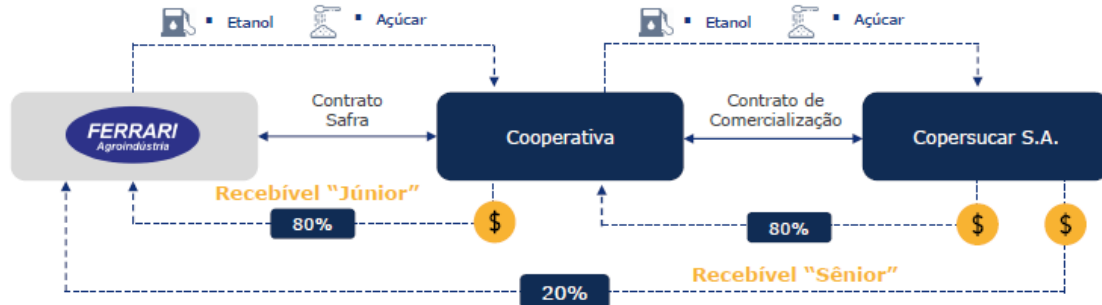 ▪ Etanol ▪ Açúcar ▪ Etanol ▪ Açúcar
FERRARI
Agroindústria
Contrato
Safra
Cooperativa
Contrato de
Comercialização
Copersucar S.A.
Recebível “Júnior”
80%
$
80%
$
$
Recebível “Sênior”
20%